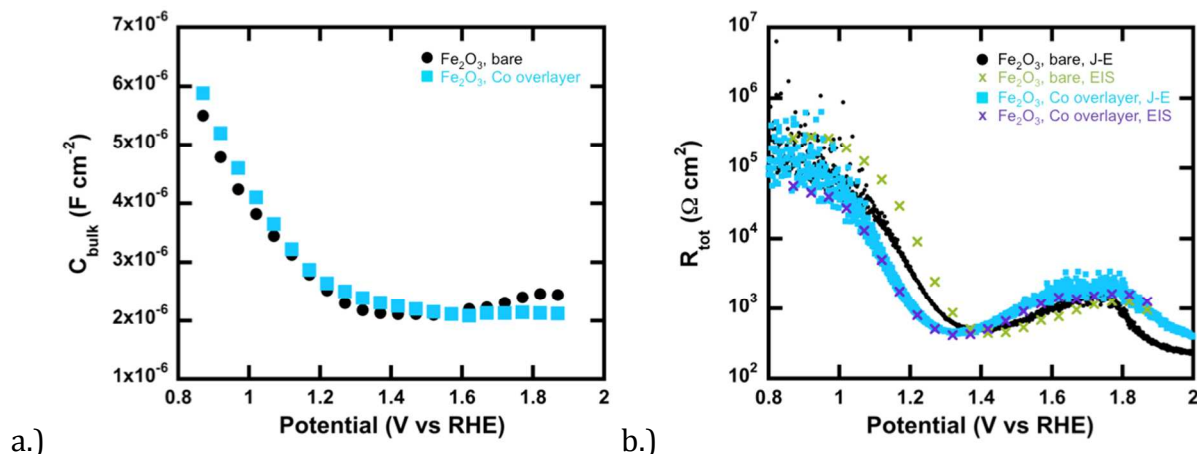 7x10⁻⁶
6x10⁻⁶
5x10⁻⁶
4x10⁻⁶
3x10⁻⁶
2x10⁻⁶
1x10⁻⁶
C_bulk (F cm⁻²)
Fe₂O₃, bare
Fe₂O₃, Co overlayer
0.8 1 1.2 1.4 1.6 1.8 2
Potential (V vs RHE)
a.)
10⁷
10⁶
10⁵
10⁴
10³
10²
R_tot (Ω cm²)
Fe₂O₃, bare, J-E
Fe₂O₃, bare, EIS
Fe₂O₃, Co overlayer, J-E
Fe₂O₃, Co overlayer, EIS
0.8 1 1.2 1.4 1.6 1.8 2
Potential (V vs RHE)
b.)